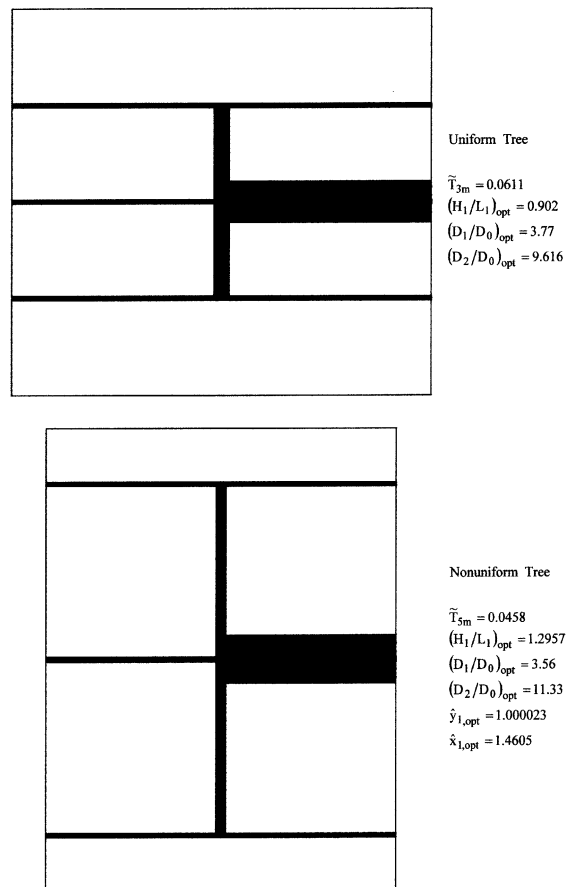 Uniform Tree
T̃₃ₘ = 0.0611
(H₁/L₁)ₒₚₜ = 0.902
(D₁/D₀)ₒₚₜ = 3.77
(D₂/D₀)ₒₚₜ = 9.616
Nonuniform Tree
T̃₅ₘ = 0.0458
(H₁/L₁)ₒₚₜ = 1.2957
(D₁/D₀)ₒₚₜ = 3.56
(D₂/D₀)ₒₚₜ = 11.33
ŷ₁,ₒₚₜ = 1.000023
x̂₁,ₒₚₜ = 1.4605